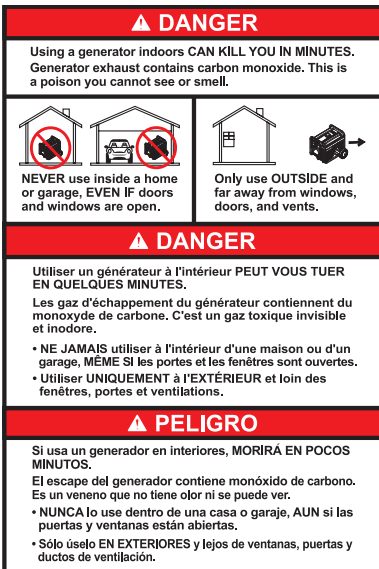 DANGER
Using a generator indoors CAN KILL YOU IN MINUTES.
Generator exhaust contains carbon monoxide. This is
a poison you cannot see or smell.
NEVER use inside a home
or garage, EVEN IF doors
and windows are open.
Only use OUTSIDE and
far away from windows,
doors, and vents.
DANGER
Utiliser un générateur à l'intérieur PEUT VOUS TUER
EN QUELQUES MINUTES.
Les gaz d'échappement du générateur contiennent du
monoxyde de carbone. C'est un gaz toxique invisible
et inodore.
• NE JAMAIS utiliser à l'intérieur d'une maison ou d'un
garage, MÊME SI les portes et les fenêtres sont ouvertes.
• Utiliser UNIQUEMENT à l'EXTÉRIEUR et loin des
fenêtres, portes et ventilations.
PELIGRO
Si usa un generador en interiores, MORIRÁ EN POCOS
MINUTOS.
El escape del generador contiene monóxido de carbono.
Es un veneno que no tiene olor ni se puede ver.
• NUNCA lo use dentro de una casa o garaje, AUN si las
puertas y ventanas están abiertas.
• Sólo úselo EN EXTERIORES y lejos de ventanas, puertas y
ductos de ventilación.